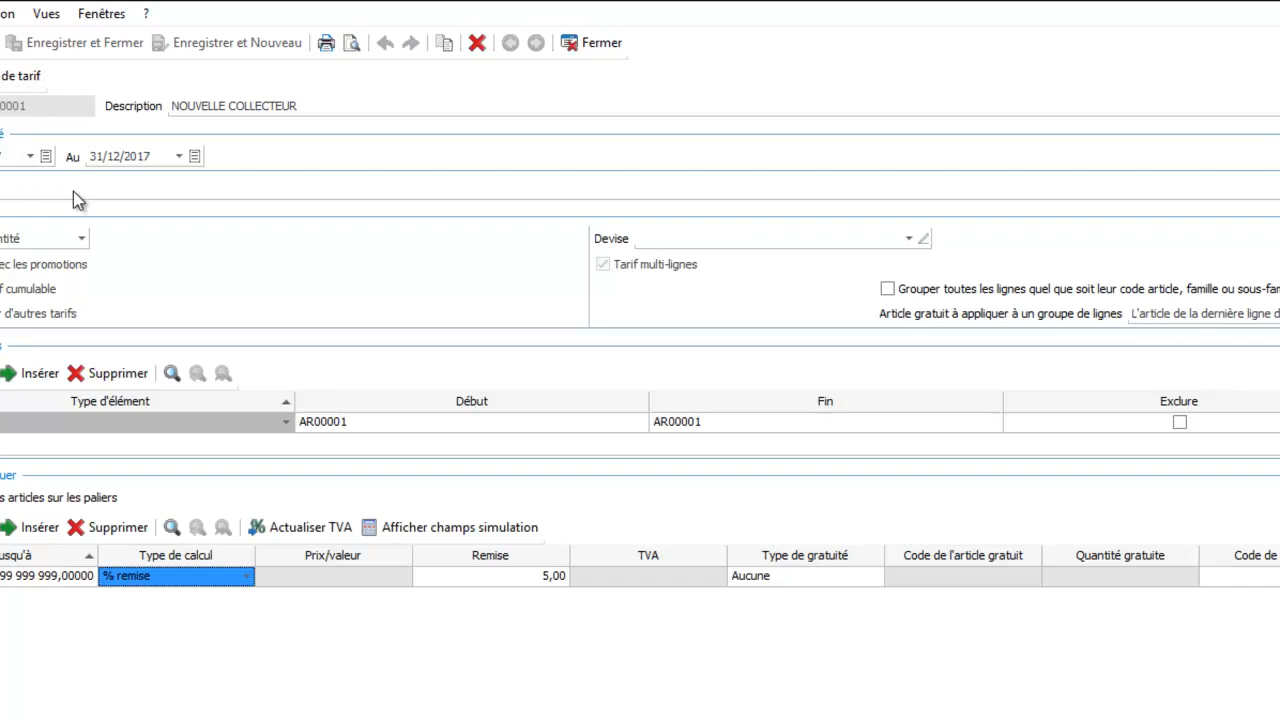 on Vues Fenêtres ?
Enregistrer et Fermer Enregistrer et Nouveau Fermer
de tarif
0001 Description NOUVELLE COLLECTEUR
é
Au 31/12/2017
ntité Devise
ec les promotions Tarif multi-lignes
f cumulable Grouper toutes les lignes quel que soit leur code article, famille ou sous-fam
r d'autres tarifs Article gratuit à appliquer à un groupe de lignes L'article de la dernière ligne d
s
Insérer Supprimer
Type d'élément Début Fin Exclure
AR00001 AR00001
uer
s articles sur les paliers
Insérer Supprimer Actualiser TVA Afficher champs simulation
usqu'à Type de calcul Prix/valeur Remise TVA Type de gratuité Code de l'article gratuit Quantité gratuite Code de
99 999 999,00000 % remise 5,00 Aucune